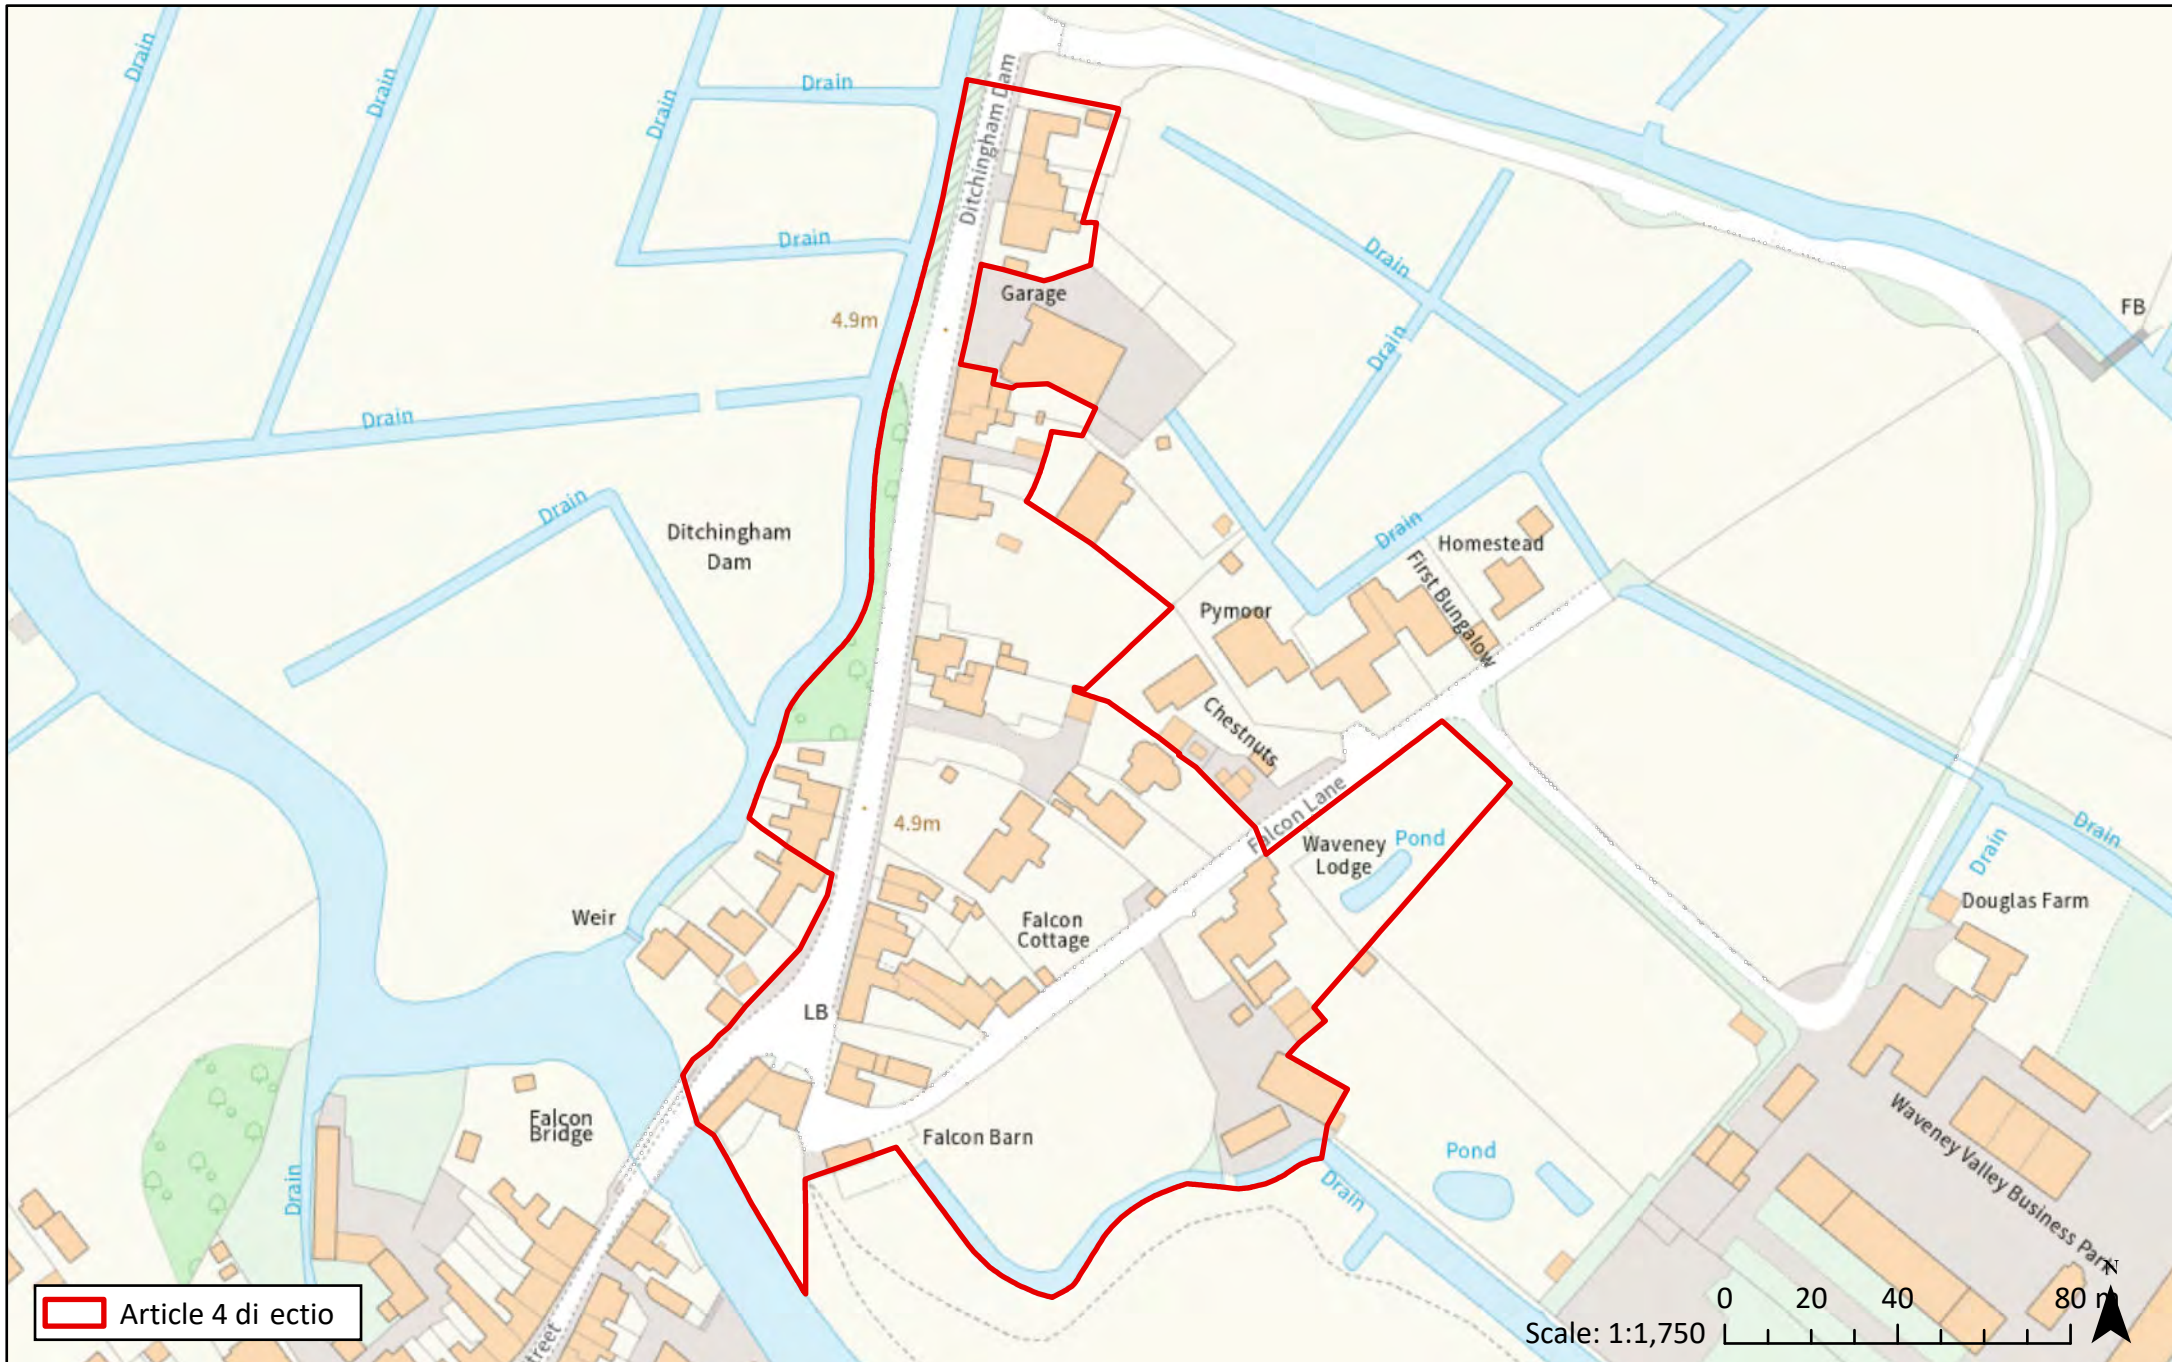 Drain
Drain
Drain
Drain
Ditchingham Dam
Drain
Drain
Garage
4.9m
Drain
FB
Drain
Drain
Drain
Ditchingham
Dam
Drain
Homestead
First Bungalow
Pymoor
Chestnuts
Falcon Lane
4.9m
Waveney
Lodge
Pond
Drain
Drain
Douglas Farm
Weir
Falcon
Cottage
LB
Falcon
Bridge
Falcon Barn
Drain
Drain
Pond
Waveney Valley Business Park
treet
Article 4 di ectio
N
0 20 40 80 m
Scale: 1:1,750